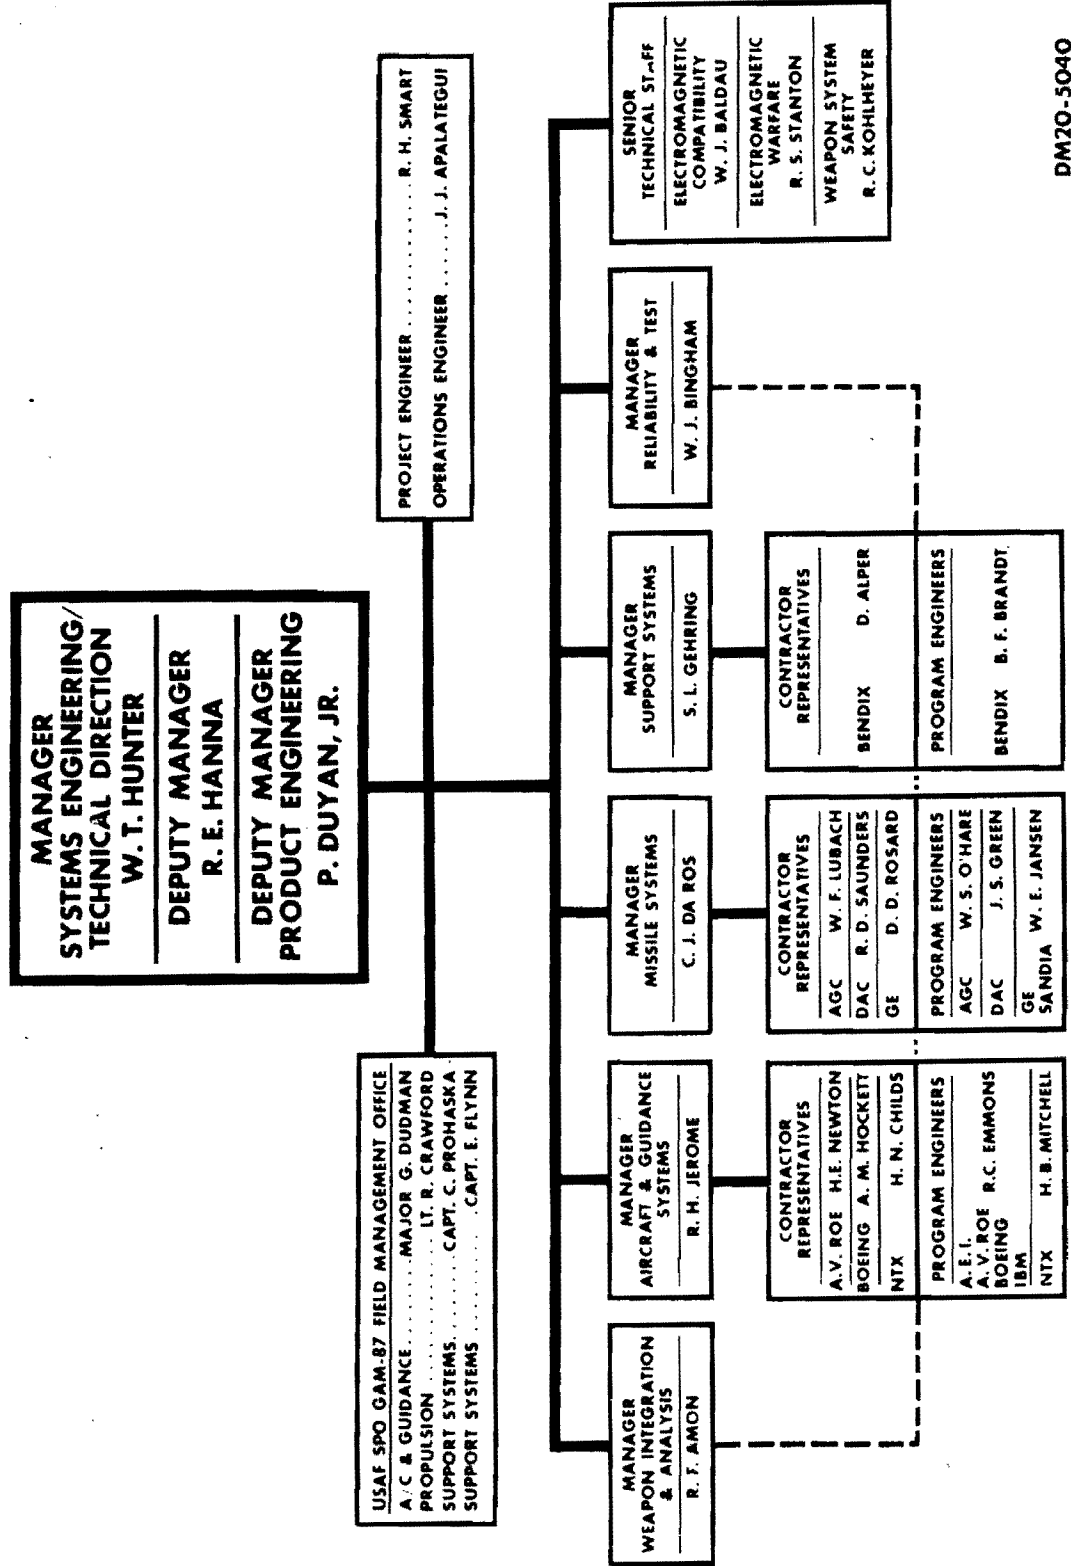 MANAGER
SYSTEMS ENGINEERING/
TECHNICAL DIRECTION
W. T. HUNTER
DEPUTY MANAGER
R. E. HANNA
DEPUTY MANAGER
PRODUCT ENGINEERING
P. DUYAN, JR.
USAF SPO GAM-87 FIELD MANAGEMENT OFFICE
A/C & GUIDANCE.......MAJOR G. DUDMAN
PROPULSION............LT. R. CRAWFORD
SUPPORT SYSTEMS.......CAPT. C. PROHASKA
SUPPORT SYSTEMS.........CAPT. E. FLYNN
PROJECT ENGINEER............R. H. SMART
OPERATIONS ENGINEER.....J. J. APALATEGUI
MANAGER
WEAPON INTEGRATION
& ANALYSIS
R. F. AMON
MANAGER
AIRCRAFT & GUIDANCE
SYSTEMS
R. H. JEROME
MANAGER
MISSILE SYSTEMS
C. J. DA ROS
MANAGER
SUPPORT SYSTEMS
S. L. GEHRING
MANAGER
RELIABILITY & TEST
W. J. BINGHAM
SENIOR
TECHNICAL STAFF
ELECTROMAGNETIC
COMPATIBILITY
W. J. BALDAU
ELECTROMAGNETIC
WARFARE
R. S. STANTON
WEAPON SYSTEM
SAFETY
R. C. KOHLHEYER
CONTRACTOR
REPRESENTATIVES
A.V. ROE H.E. NEWTON
BOEING A. M. HOCKETT
NTX H. N. CHILDS
PROGRAM ENGINEERS
A.E.I.
A.V. ROE R.C. EMMONS
BOEING
IBM
NTX H.B. MITCHELL
CONTRACTOR
REPRESENTATIVES
AGC W. F. LUBACH
DAC R. D. SAUNDERS
GE D. D. ROSARD
PROGRAM ENGINEERS
AGC W. S. O'HARE
DAC J. S. GREEN
GE
SANDIA W. E. JANSEN
CONTRACTOR
REPRESENTATIVES
BENDIX D. ALPER
PROGRAM ENGINEERS
BENDIX B. F. BRANDT
DM20-5040